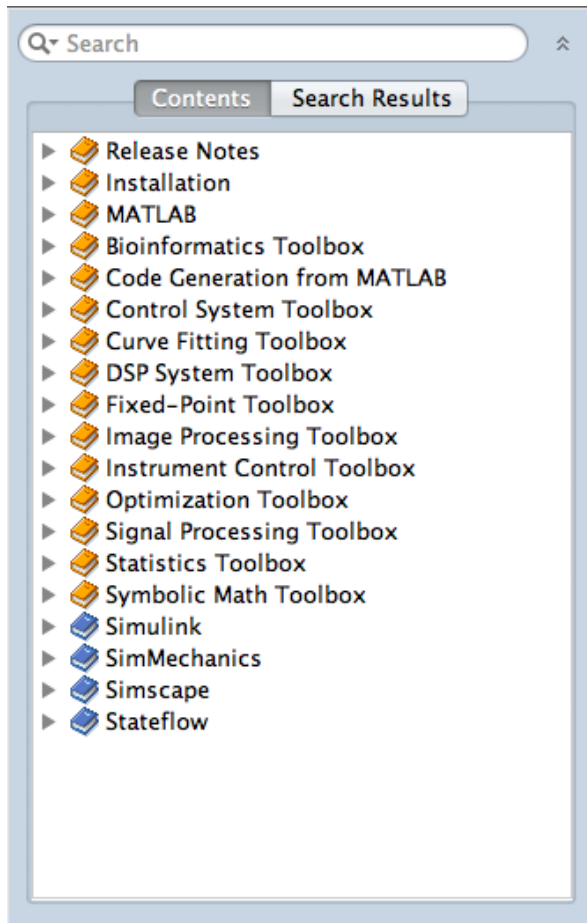 Search
Contents Search Results
Release Notes
Installation
MATLAB
Bioinformatics Toolbox
Code Generation from MATLAB
Control System Toolbox
Curve Fitting Toolbox
DSP System Toolbox
Fixed-Point Toolbox
Image Processing Toolbox
Instrument Control Toolbox
Optimization Toolbox
Signal Processing Toolbox
Statistics Toolbox
Symbolic Math Toolbox
Simulink
SimMechanics
Simscape
Stateflow